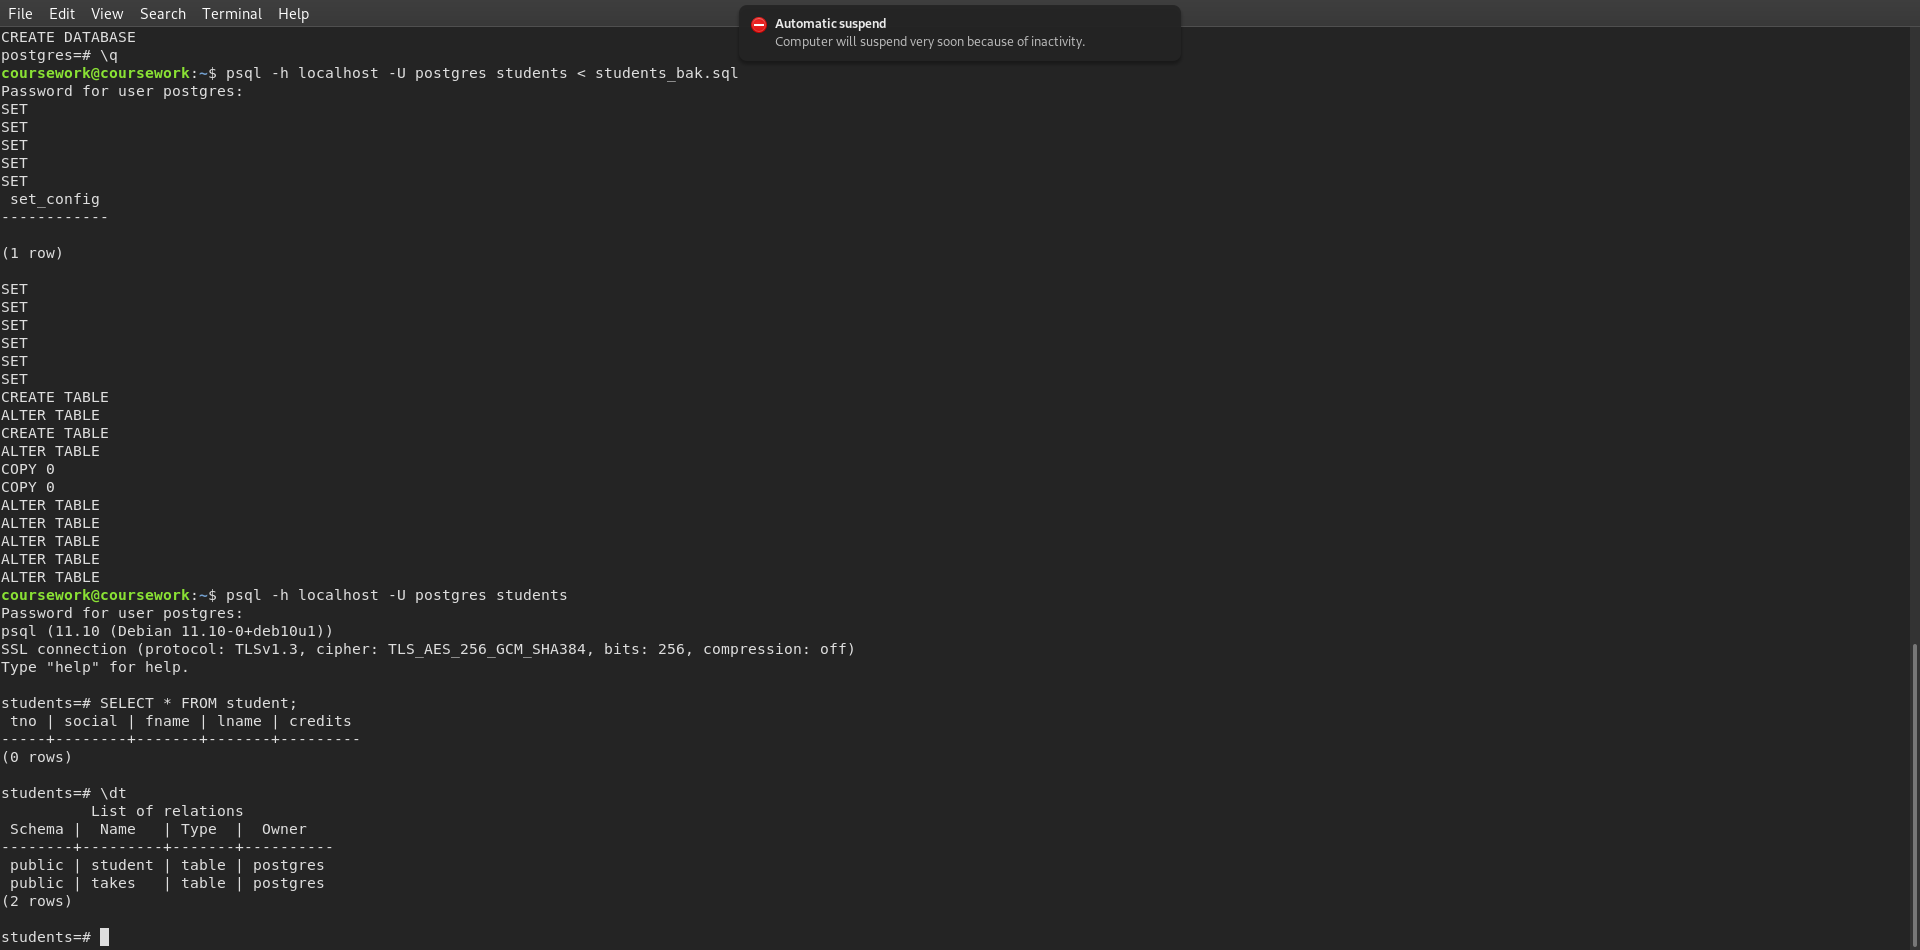 File Edit View Search Terminal Help
Automatic suspend
Computer will suspend very soon because of inactivity.
CREATE DATABASE
postgres=# \q
coursework@coursework:~$ psql -h localhost -U postgres students < students_bak.sql
Password for user postgres:
SET
SET
SET
SET
SET
 set_config
------------

(1 row)

SET
SET
SET
SET
SET
SET
CREATE TABLE
ALTER TABLE
CREATE TABLE
ALTER TABLE
COPY 0
COPY 0
ALTER TABLE
ALTER TABLE
ALTER TABLE
ALTER TABLE
ALTER TABLE
coursework@coursework:~$ psql -h localhost -U postgres students
Password for user postgres:
psql (11.10 (Debian 11.10-0+deb10u1))
SSL connection (protocol: TLSv1.3, cipher: TLS_AES_256_GCM_SHA384, bits: 256, compression: off)
Type "help" for help.

students=# SELECT * FROM student;
 tno | social | fname | lname | credits
-----+--------+-------+-------+---------
(0 rows)

students=# \dt
          List of relations
 Schema |  Name   | Type  |  Owner
--------+---------+-------+----------
 public | student | table | postgres
 public | takes   | table | postgres
(2 rows)

students=#